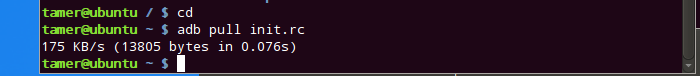 tamer@ubuntu / $ cd
tamer@ubuntu ~ $ adb pull init.rc
175 KB/s (13805 bytes in 0.076s)
tamer@ubuntu ~ $